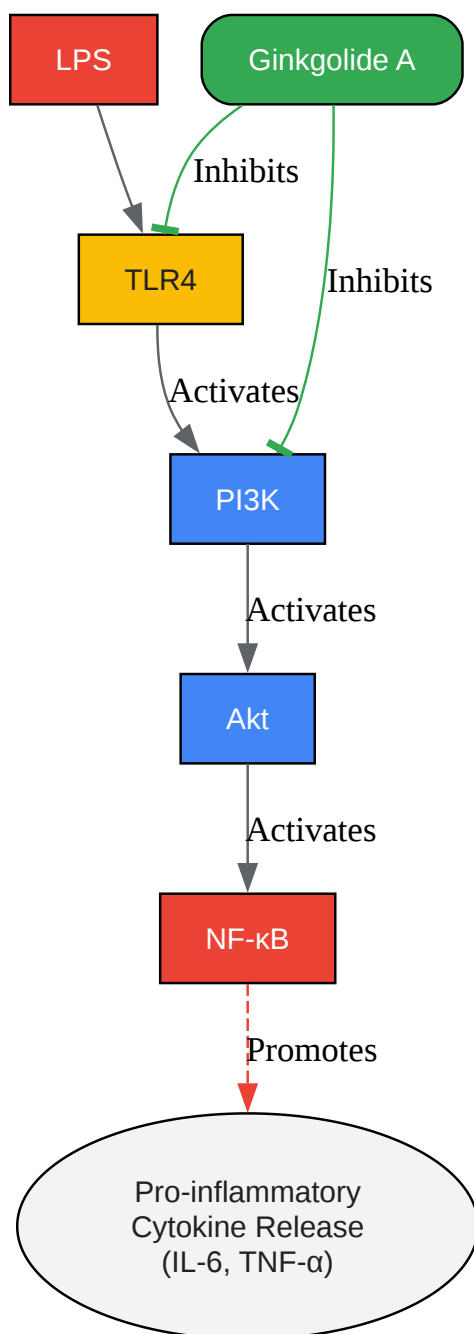 LPS
Ginkgolide A
Inhibits
TLR4
Inhibits
Activates
PI3K
Activates
Akt
Activates
NF-κB
Promotes
Pro-inflammatory
Cytokine Release
(IL-6, TNF-α)